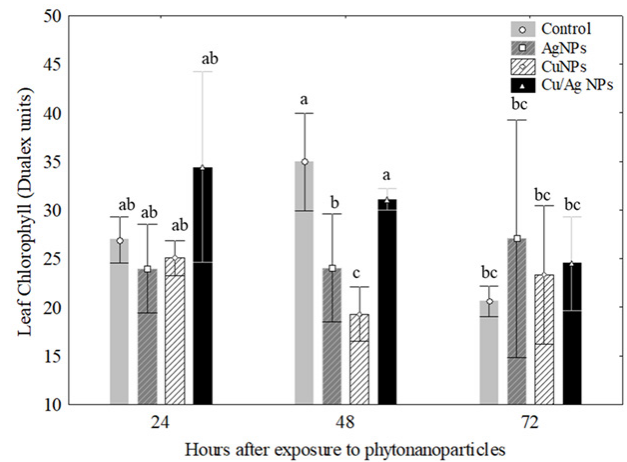 50
45
40
35
30
25
20
15
10
Leaf Chlorophyll (Dualex units)
Control
AgNPs
CuNPs
Cu/Ag NPs
ab
ab
ab
ab
a
b
c
a
bc
bc
bc
bc
24
48
72
Hours after exposure to phytonanoparticles